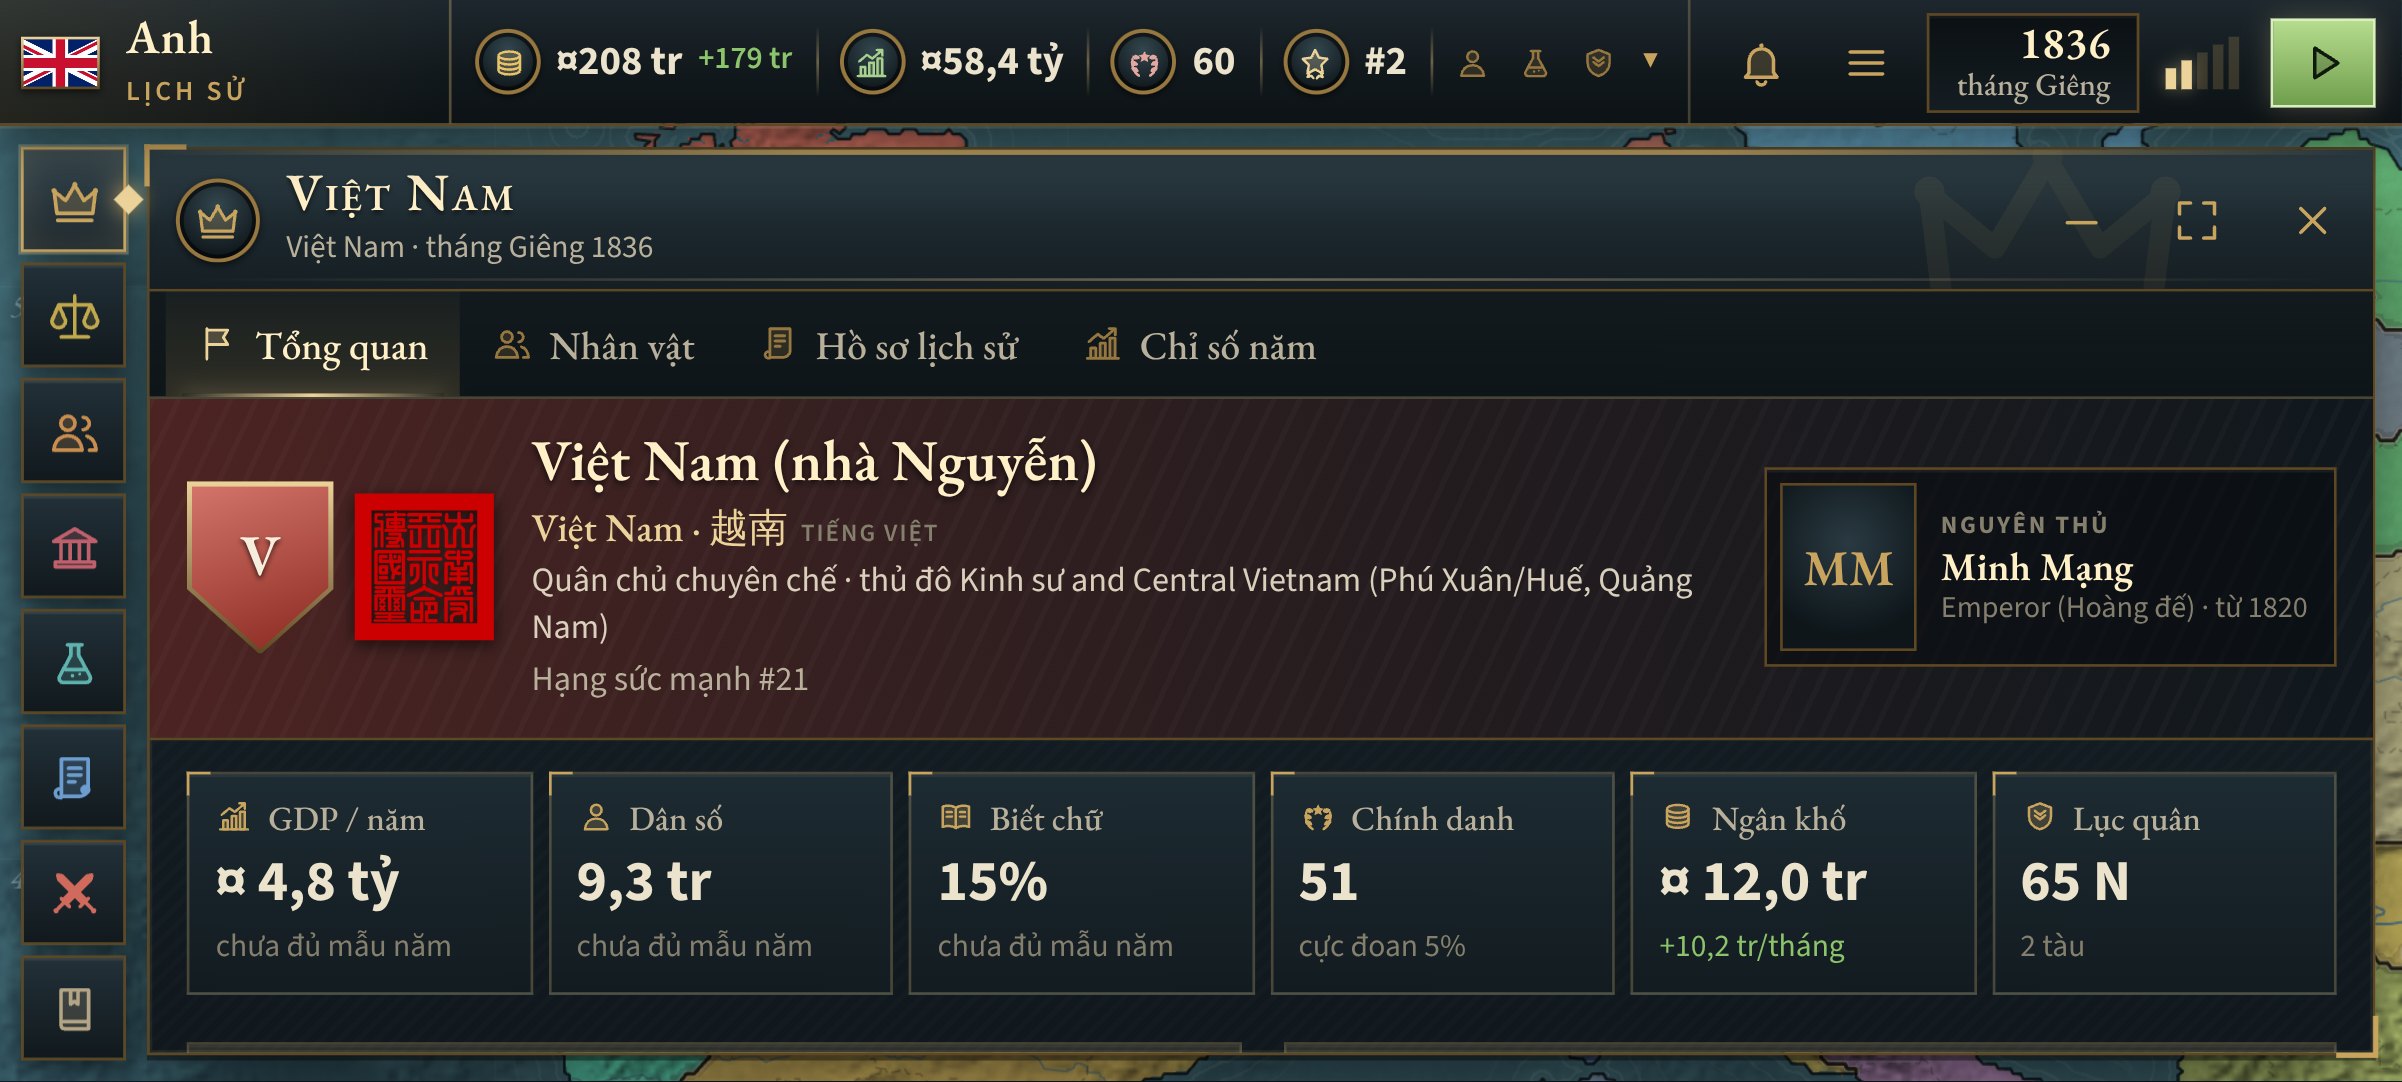 Anh
LỊCH SỬ
¤208 tr +179 tr
¤58,4 tỷ
60
#2
1836
tháng Giêng
Việt Nam
Việt Nam · tháng Giêng 1836
Tổng quan
Nhân vật
Hồ sơ lịch sử
Chỉ số năm
V
Việt Nam (nhà Nguyễn)
Việt Nam · 越南 TIẾNG VIỆT
Quân chủ chuyên chế · thủ đô Kinh sư and Central Vietnam (Phú Xuân/Huế, Quảng
Nam)
Hạng sức mạnh #21
MM
NGUYÊN THỦ
Minh Mạng
Emperor (Hoàng đế) · từ 1820
GDP / năm
¤ 4,8 tỷ
chưa đủ mẫu năm
Dân số
9,3 tr
chưa đủ mẫu năm
Biết chữ
15%
chưa đủ mẫu năm
Chính danh
51
cực đoan 5%
Ngân khố
¤ 12,0 tr
+10,2 tr/tháng
Lục quân
65 N
2 tàu